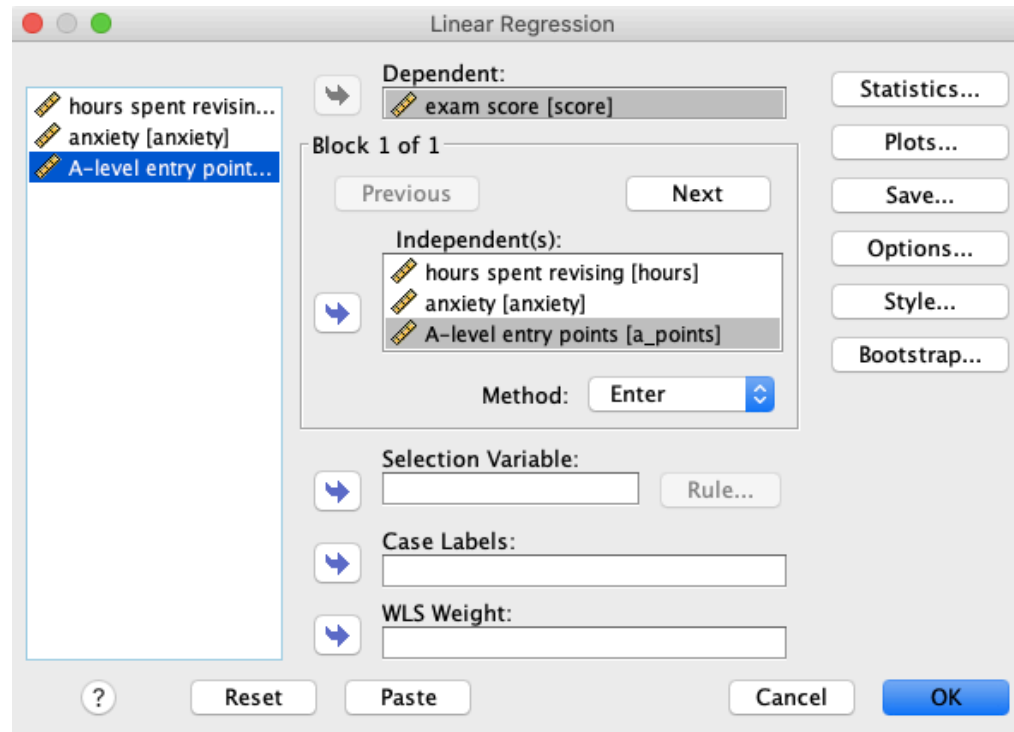 Linear Regression
hours spent revisin...
anxiety [anxiety]
A-level entry point...
Dependent:
exam score [score]
Block 1 of 1
Previous
Next
Independent(s):
hours spent revising [hours]
anxiety [anxiety]
A-level entry points [a_points]
Method:
Enter
Selection Variable:
Rule...
Case Labels:
WLS Weight:
Statistics...
Plots...
Save...
Options...
Style...
Bootstrap...
?
Reset
Paste
Cancel
OK